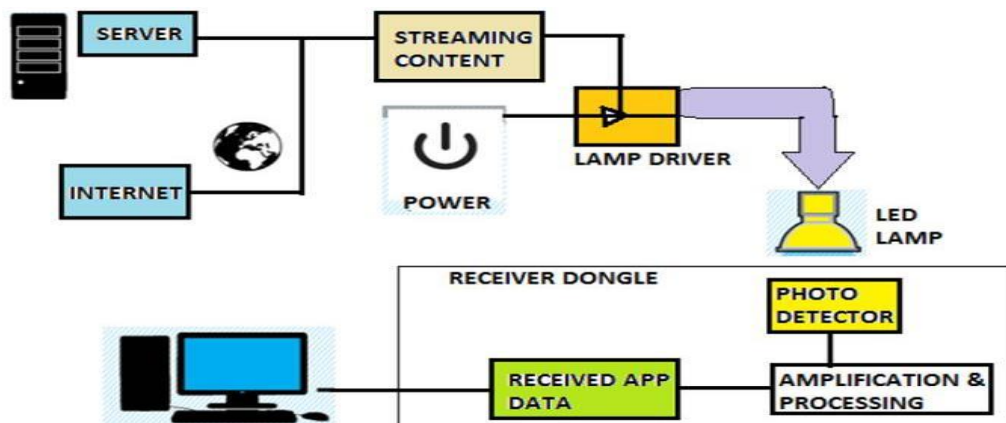 SERVER
STREAMING
CONTENT
LAMP DRIVER
INTERNET
POWER
LED
LAMP
RECEIVER DONGLE
PHOTO
DETECTOR
RECEIVED APP
DATA
AMPLIFICATION &
PROCESSING